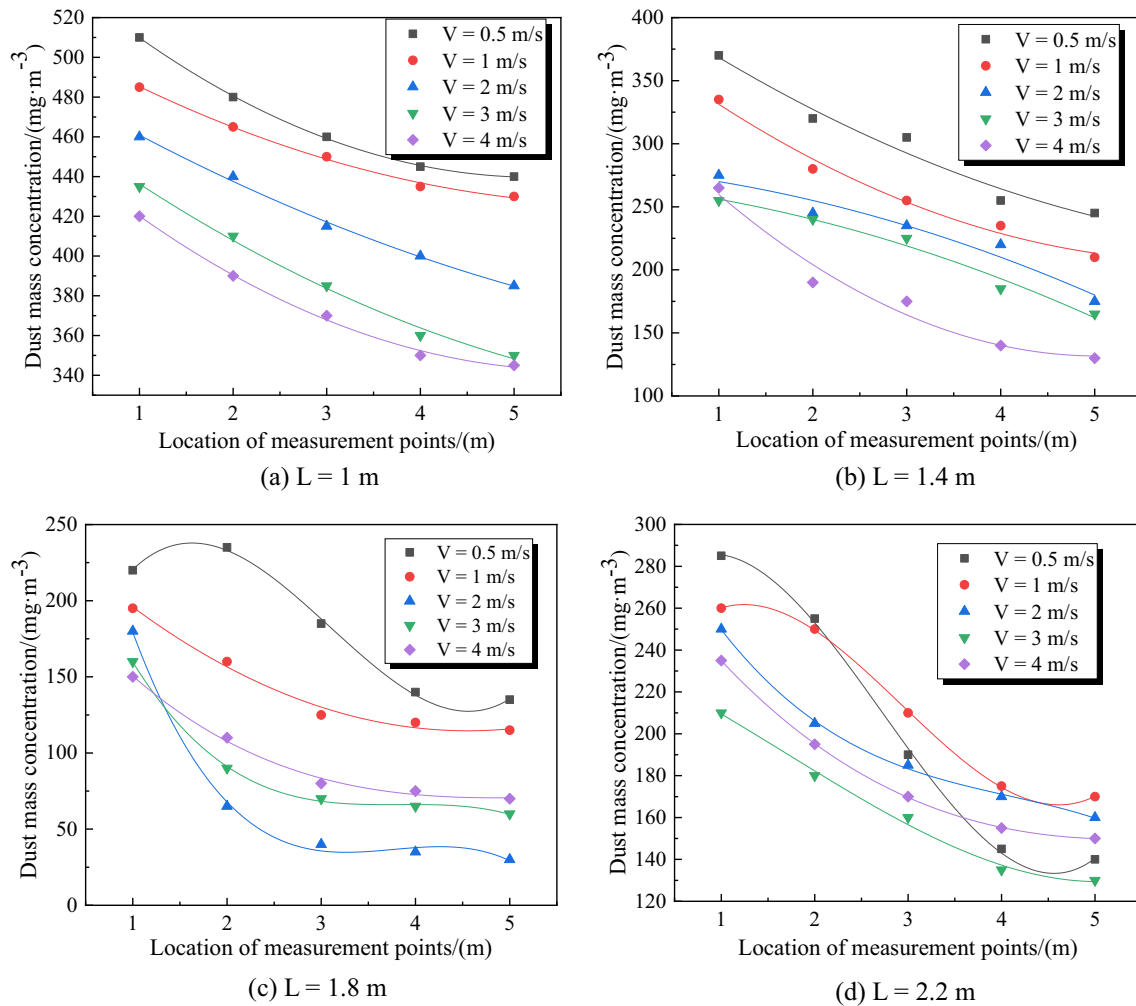 510
480
460
440
420
400
380
360
340
1
2
3
4
5
Dust mass concentration/(mg·m⁻³)
Location of measurement points/(m)
V = 0.5 m/s
V = 1 m/s
V = 2 m/s
V = 3 m/s
V = 4 m/s
(a) L = 1 m
350
300
250
200
150
100
1
2
3
4
5
Dust mass concentration/(mg·m⁻³)
Location of measurement points/(m)
V = 0.5 m/s
V = 1 m/s
V = 2 m/s
V = 3 m/s
V = 4 m/s
(b) L = 1.4 m
250
200
150
100
50
0
1
2
3
4
5
Dust mass concentration/(mg·m⁻³)
Location of measurement points/(m)
V = 0.5 m/s
V = 1 m/s
V = 2 m/s
V = 3 m/s
V = 4 m/s
(c) L = 1.8 m
300
280
260
240
220
200
180
160
140
120
1
2
3
4
5
Dust mass concentration/(mg·m⁻³)
Location of measurement points/(m)
V = 0.5 m/s
V = 1 m/s
V = 2 m/s
V = 3 m/s
V = 4 m/s
(d) L = 2.2 m